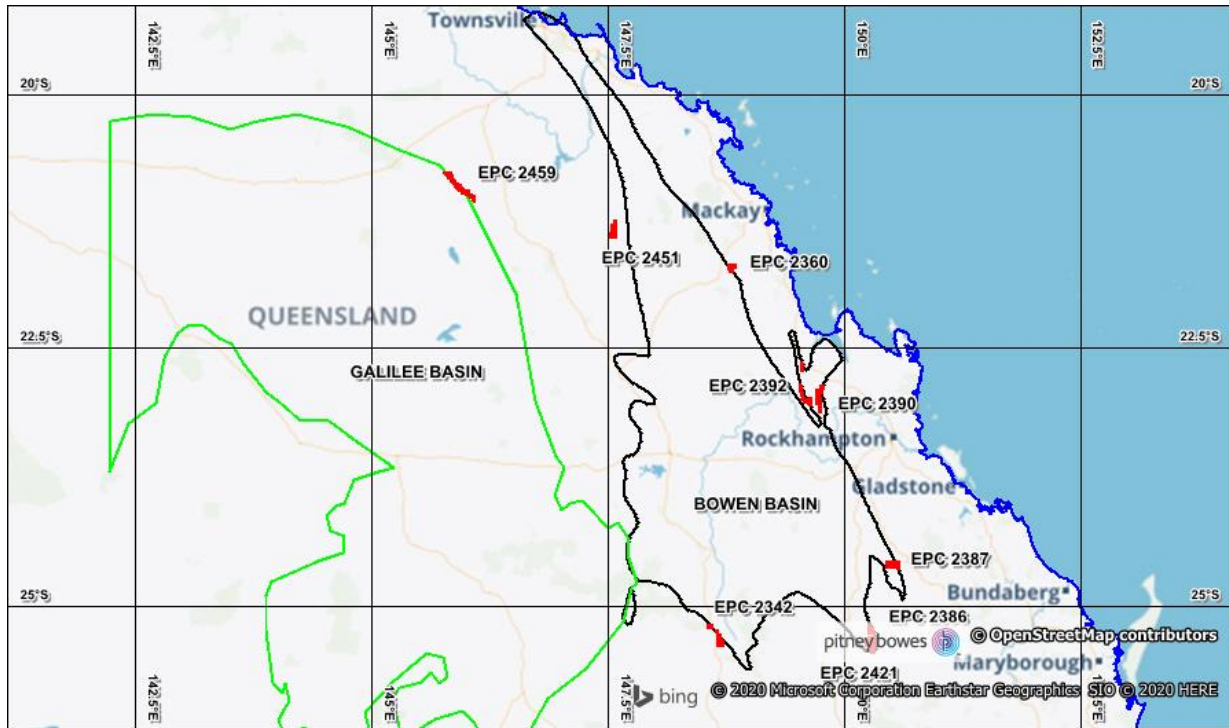 142.5°E
145°E
147.5°E
150°E
152.5°E
Townsville
20°S
20°S
EPC 2459
Mackay
EPC 2451
EPC 2360
QUEENSLAND
22.5°S
22.5°S
GALILEE BASIN
EPC 2392
EPC 2390
Rockhampton
Gladstone
BOWEN BASIN
EPC 2387
Bundaberg
25°S
25°S
EPC 2342
EPC 2386
pitney bowes
© OpenStreetMap contributors
Maryborough
EPC 2421
bing
© 2020 Microsoft Corporation Earthstar Geographics SIO © 2020 HERE
142.5°E
145°E
147.5°E